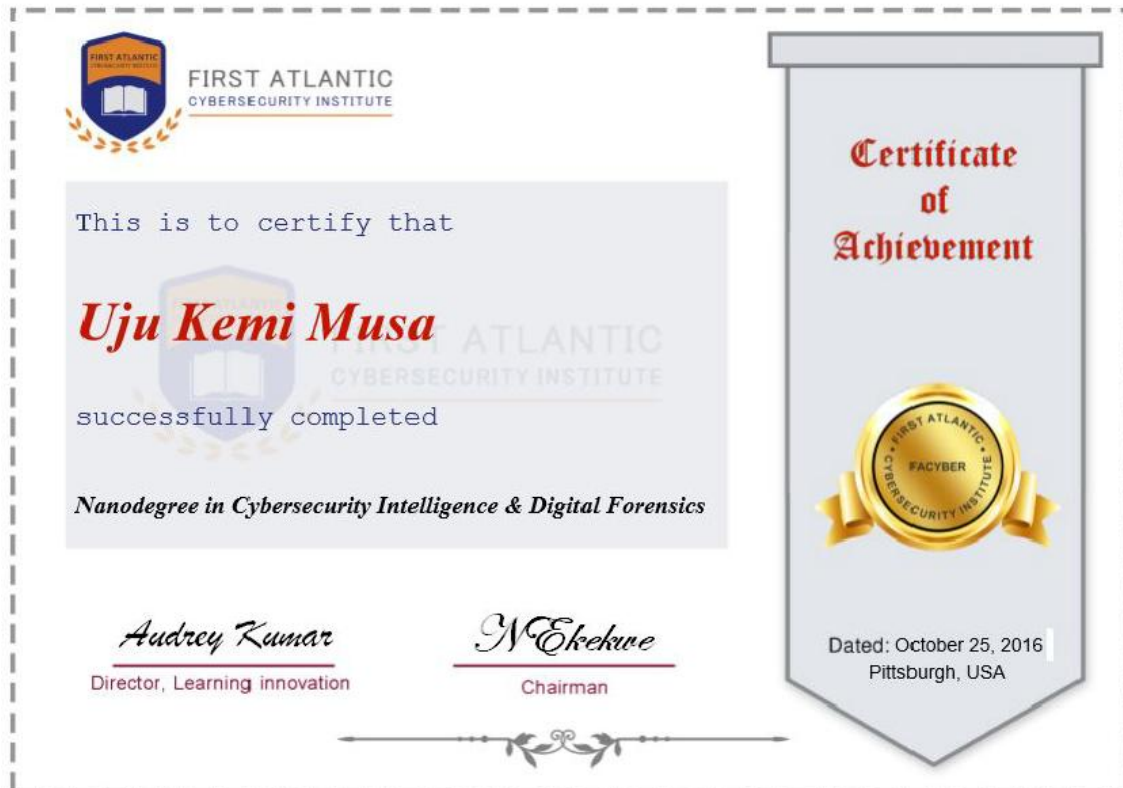 FIRST ATLANTIC
CYBERSECURITY INSTITUTE
FIRST ATLANTIC
CYBERSECURITY INSTITUTE
This is to certify that
Uju Kemi Musa
FIRST ATLANTIC
CYBERSECURITY INSTITUTE
successfully completed
Nanodegree in Cybersecurity Intelligence & Digital Forensics
Audrey Kumar
Director, Learning innovation
NEkekwe
Chairman
Certificate
of
Achievement
FIRST ATLANTIC
CYBERSECURITY INSTITUTE
FACYBER
Dated: October 25, 2016
Pittsburgh, USA